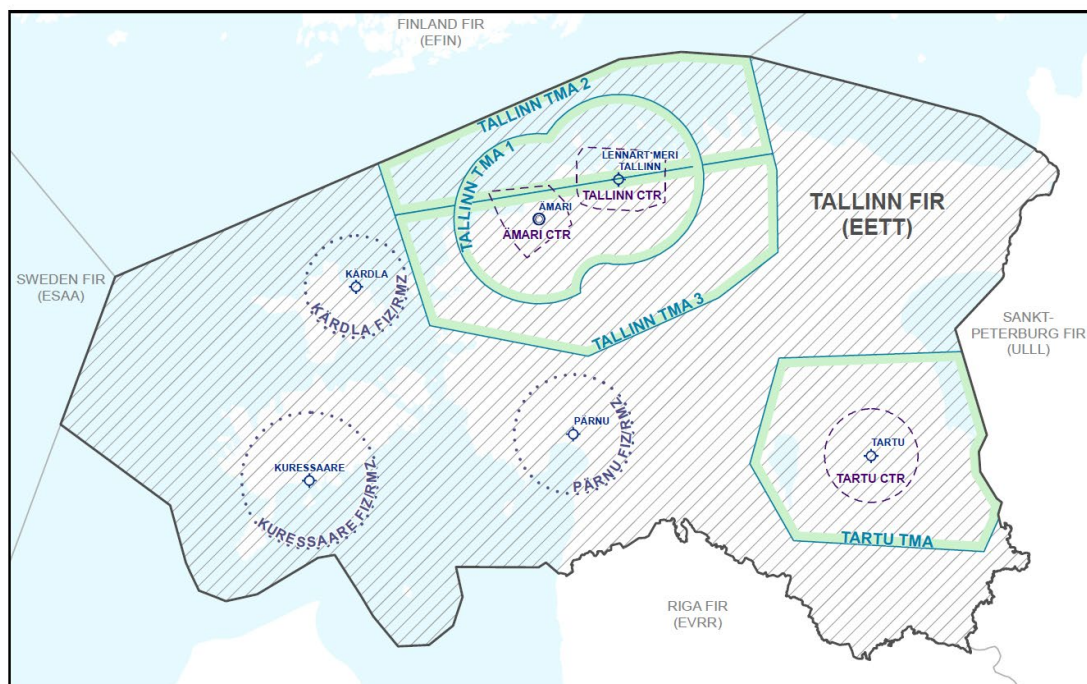 FINLAND FIR
(EFIN)
TALLINN TMA 2
TALLINN TMA 1
LENNART MERI
TALLINN
TALLINN CTR
ÄMARI
ÄMARI CTR
TALLINN FIR
(EETT)
SWEDEN FIR
(ESAA)
KÄRDLA
KÄRDLA FIZ/RMZ
TALLINN TMA 3
SANKT-
PETERBURG FIR
(ULLL)
PÄRNU
PÄRNU FIZ/RMZ
KURESSAARE
KURESSAARE FIZ/RMZ
TARTU
TARTU CTR
TARTU TMA
RIGA FIR
(EVRR)